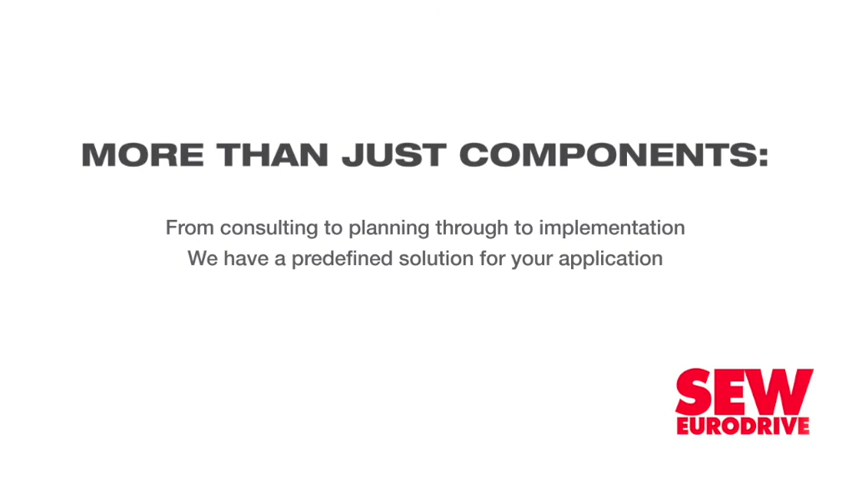 MORE THAN JUST COMPONENTS:
From consulting to planning through to implementation
We have a predefined solution for your application
SEW
EURODRIVE